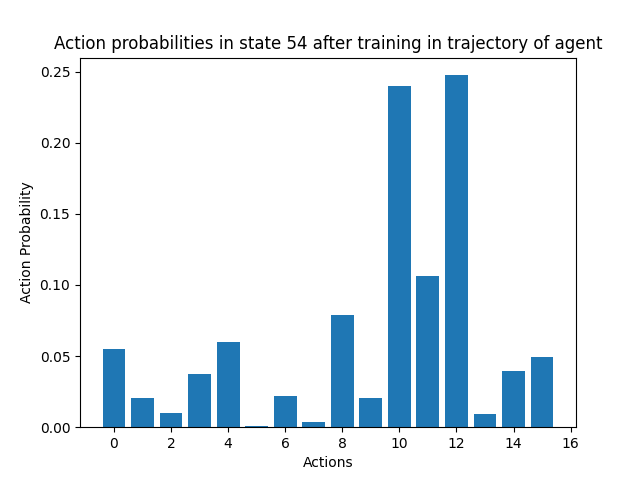 Action probabilities in state 54 after training in trajectory of agent
0.25
0.20
0.15
0.10
0.05
0.00
Action Probability
0 2 4 6 8 10 12 14 16
Actions